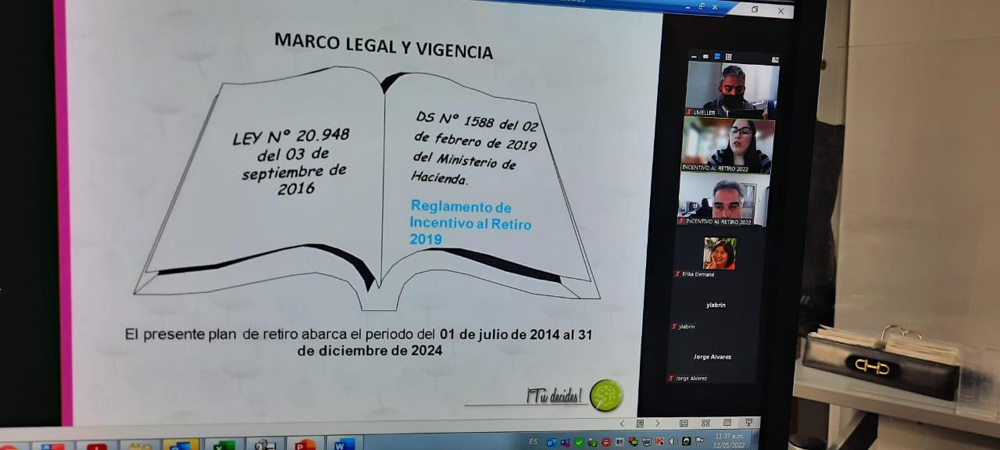 MARCO LEGAL Y VIGENCIA
LEY N° 20.948
del 03 de
septiembre de
2016
DS N° 1588 del 02
de febrero de 2019
del Ministerio de
Hacienda.
Reglamento de
Incentivo al Retiro
2019
El presente plan de retiro abarca el periodo del 01 de julio de 2014 al 31
de diciembre de 2024
¡Tú decides!
LMELLER
INCENTIVO AL RETIRO 2022
INCENTIVO AL RETIRO 2022
Erika Demané
ylabrin
ylabrin
Jorge Alvarez
Jorge Alvarez
ES
11:37 a.m.
12/05/2022